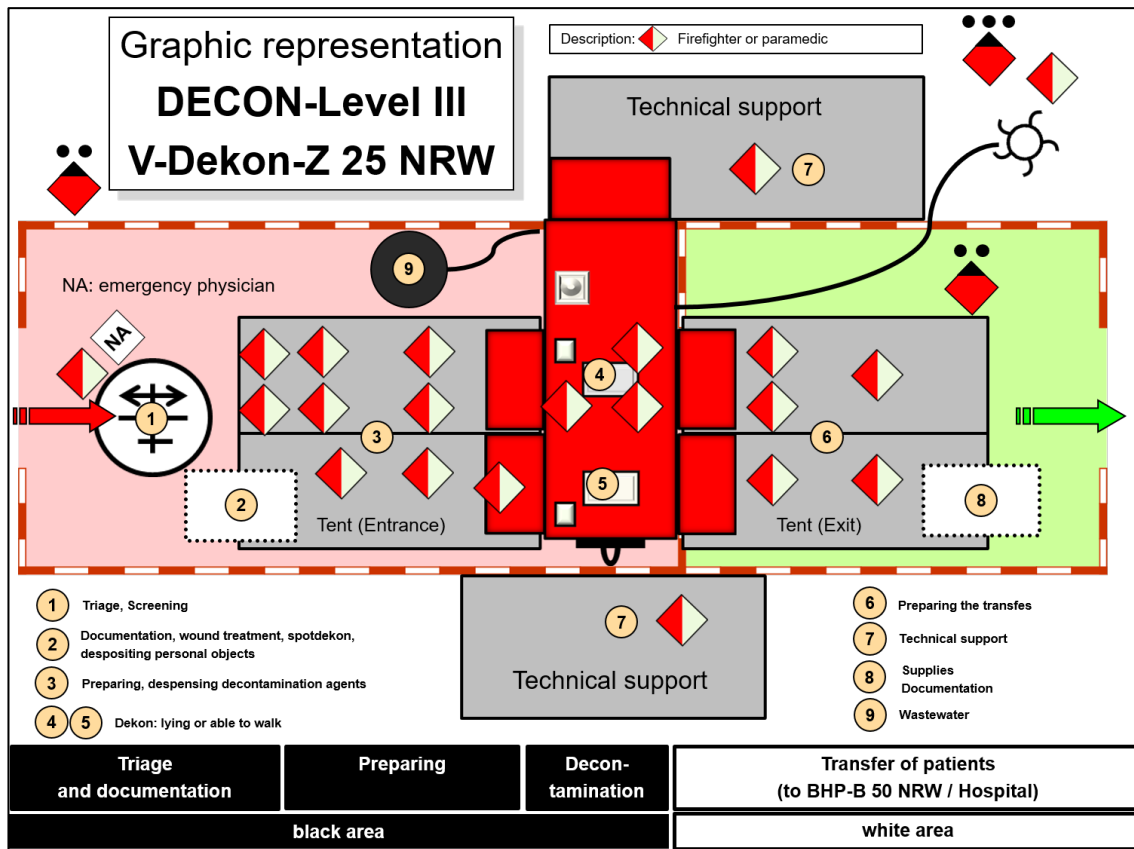 Graphic representation
DECON-Level III
V-Dekon-Z 25 NRW
Description: Firefighter or paramedic
Technical support
7
NA: emergency physician
9
NA
1
4
3
6
5
2
8
Tent (Entrance)
Tent (Exit)
7
Technical support
1 Triage, Screening
2 Documentation, wound treatment, spotdekon,
despositing personal objects
3 Preparing, despensing decontamination agents
4 5 Dekon: lying or able to walk
6 Preparing the transfes
7 Technical support
8 Supplies
Documentation
9 Wastewater
Triage
and documentation
Preparing
Decon-
tamination
Transfer of patients
(to BHP-B 50 NRW / Hospital)
black area
white area